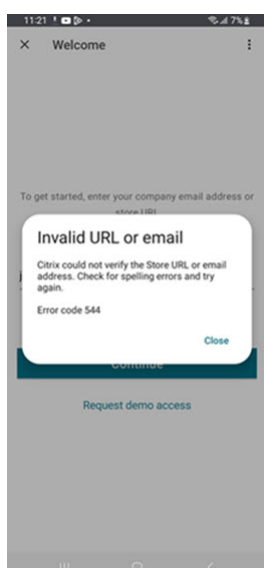 11:21
7%
Welcome
To get started, enter your company email address or
store URL
Invalid URL or email
Citrix could not verify the Store URL or email
address. Check for spelling errors and try
again.
Error code 544
Close
Continue
Request demo access